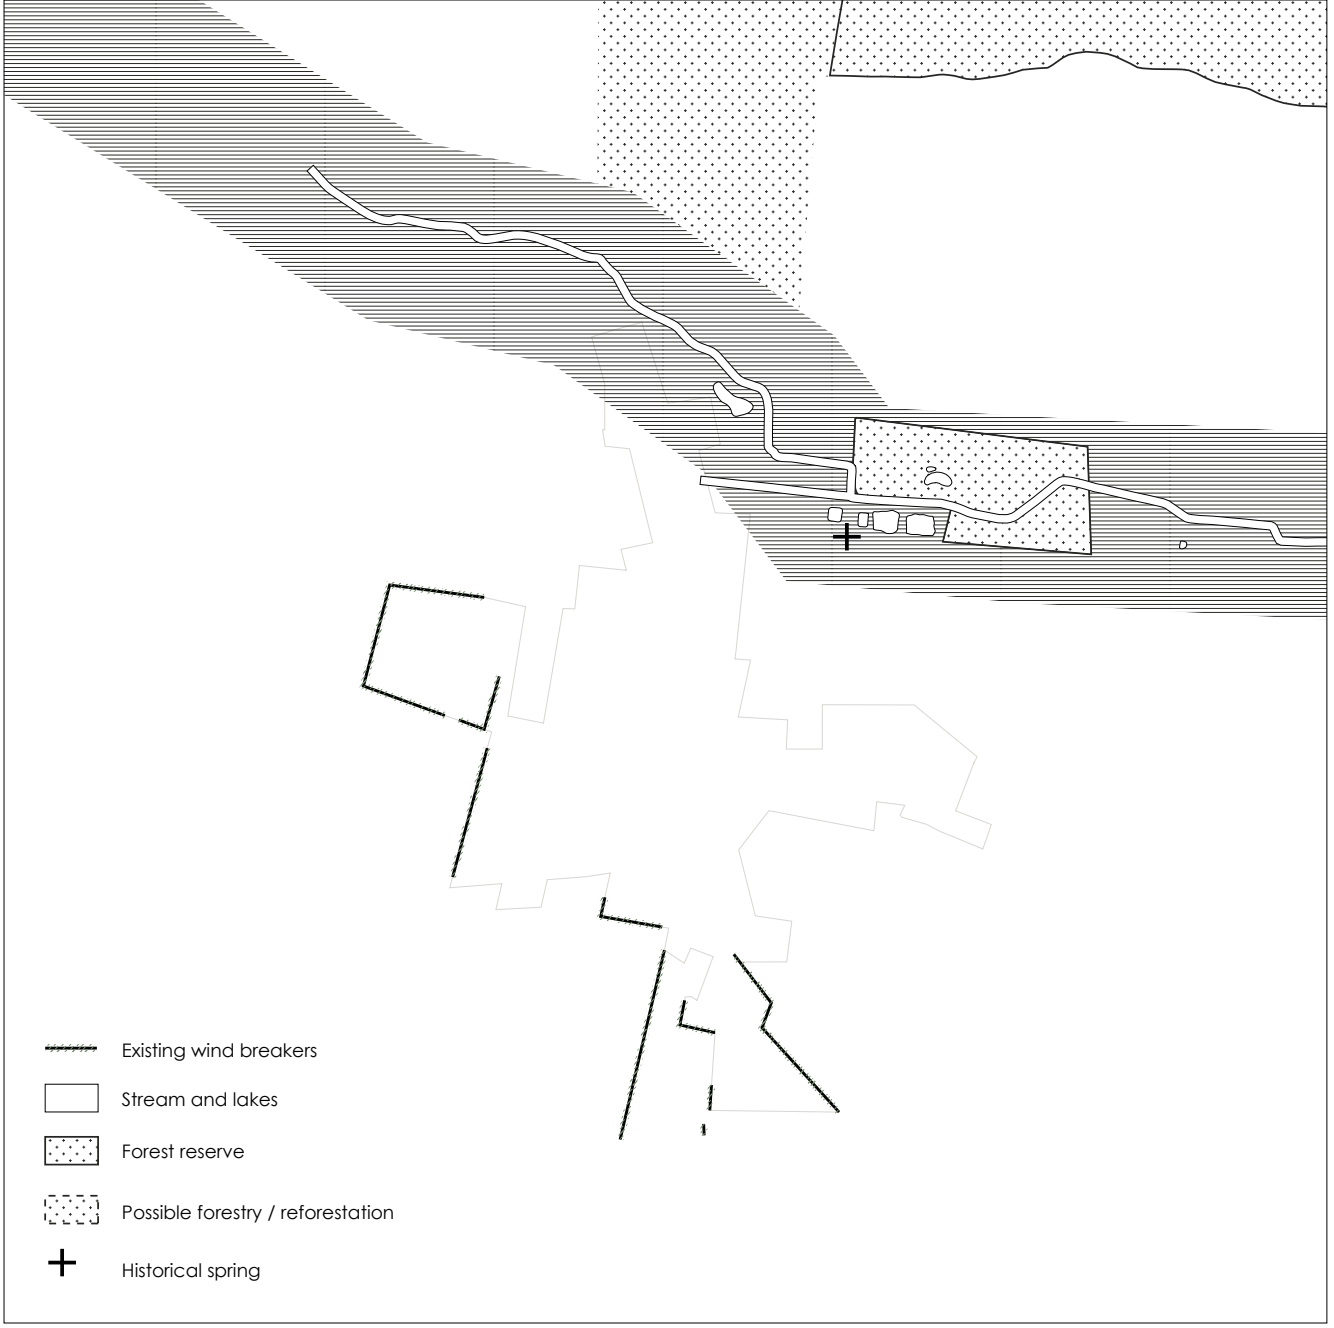 Existing wind breakers
Stream and lakes
Forest reserve
Possible forestry / reforestation
Historical spring